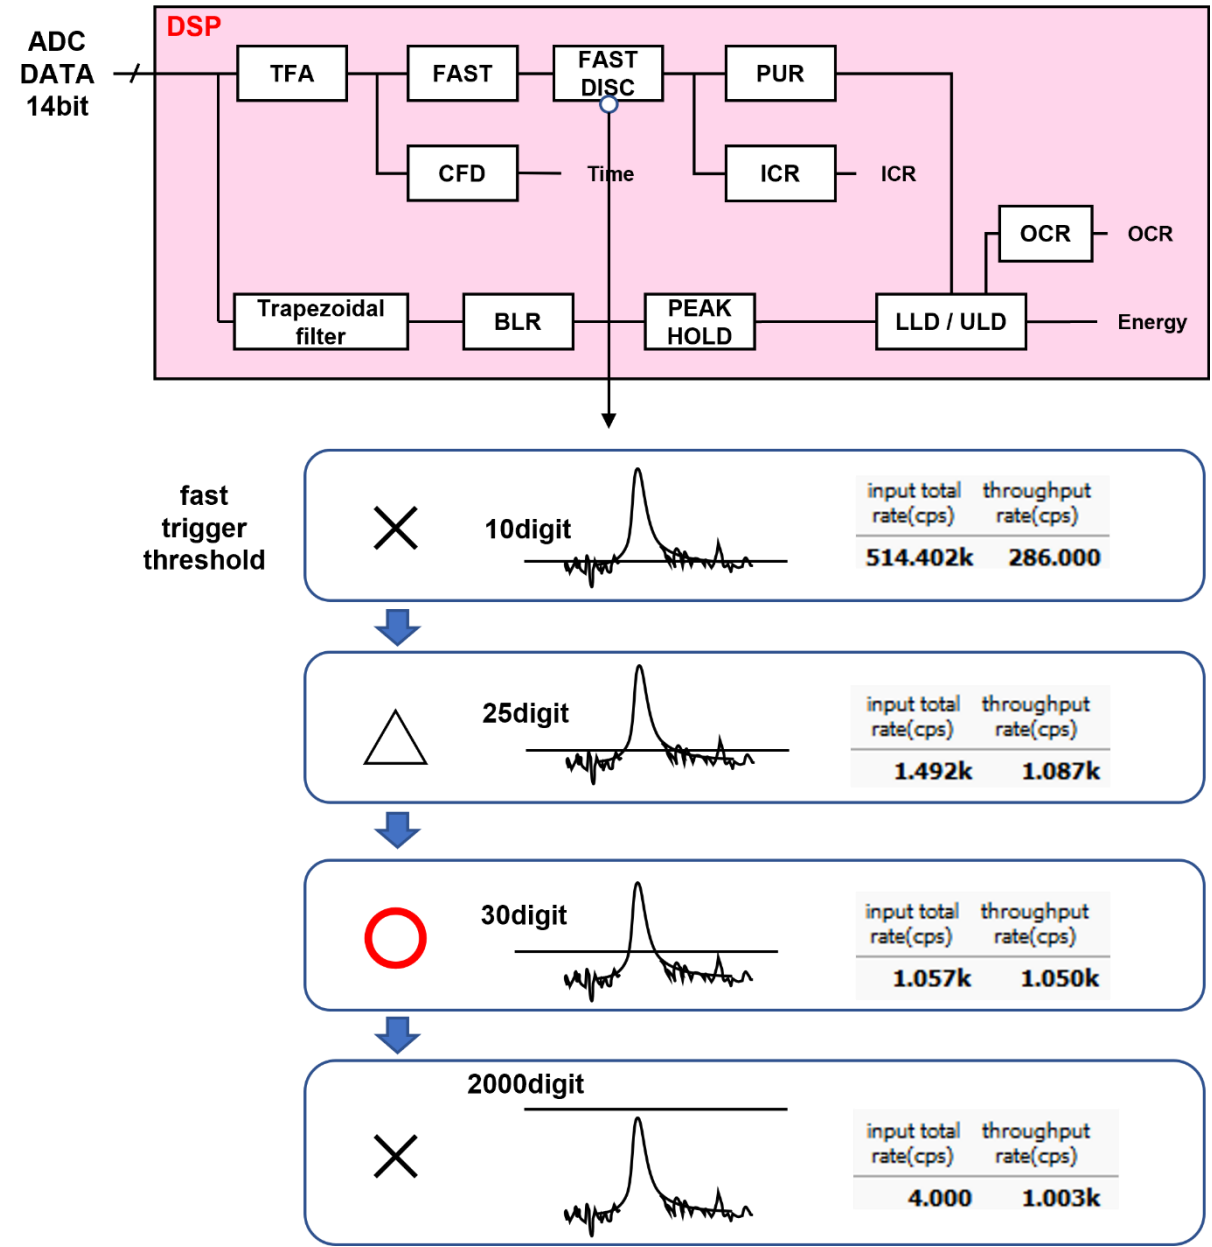 DSP
ADC
DATA
14bit
TFA
FAST
FAST
DISC
PUR
CFD
Time
ICR
ICR
OCR
OCR
Trapezoidal
filter
BLR
PEAK
HOLD
LLD / ULD
Energy
fast
trigger
threshold
10digit
input total throughput
rate(cps) rate(cps)
514.402k 286.000
25digit
input total throughput
rate(cps) rate(cps)
1.492k 1.087k
30digit
input total throughput
rate(cps) rate(cps)
1.057k 1.050k
2000digit
input total throughput
rate(cps) rate(cps)
4.000 1.003k